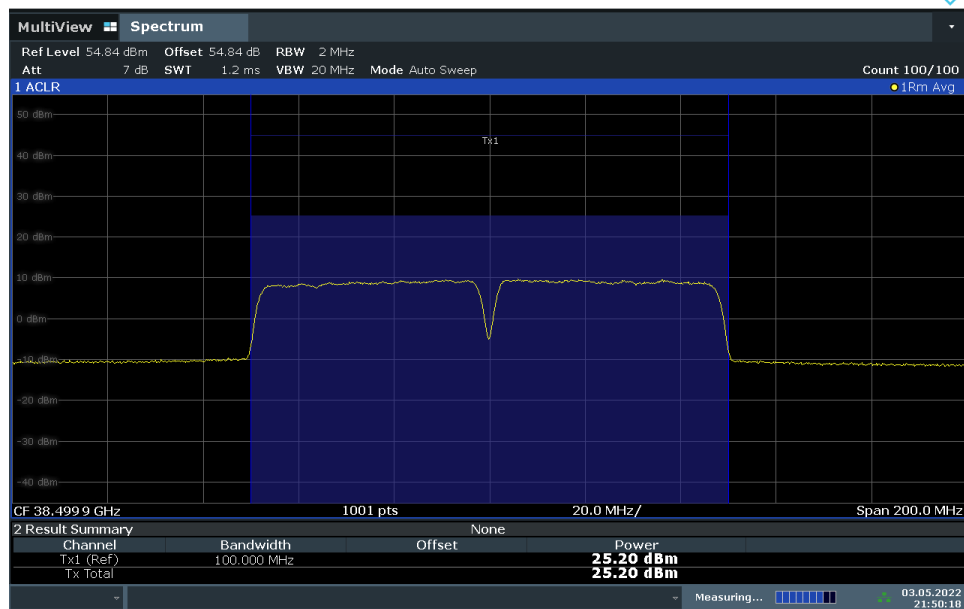 MultiView Spectrum
Ref Level 54.84 dBm Offset 54.84 dB RBW 2 MHz
Att 7 dB SWT 1.2 ms VBW 20 MHz Mode Auto Sweep Count 100/100
1 ACLR 1Rm Avg
50 dBm
Tx1
40 dBm
30 dBm
20 dBm
10 dBm
0 dBm
-10 dBm
-20 dBm
-30 dBm
-40 dBm
CF 38.4999 GHz 1001 pts 20.0 MHz/ Span 200.0 MHz
2 Result Summary None
Channel Bandwidth Offset Power
Tx1 (Ref) 100.000 MHz 25.20 dBm
Tx Total 25.20 dBm
Measuring... 03.05.2022
21:50:18